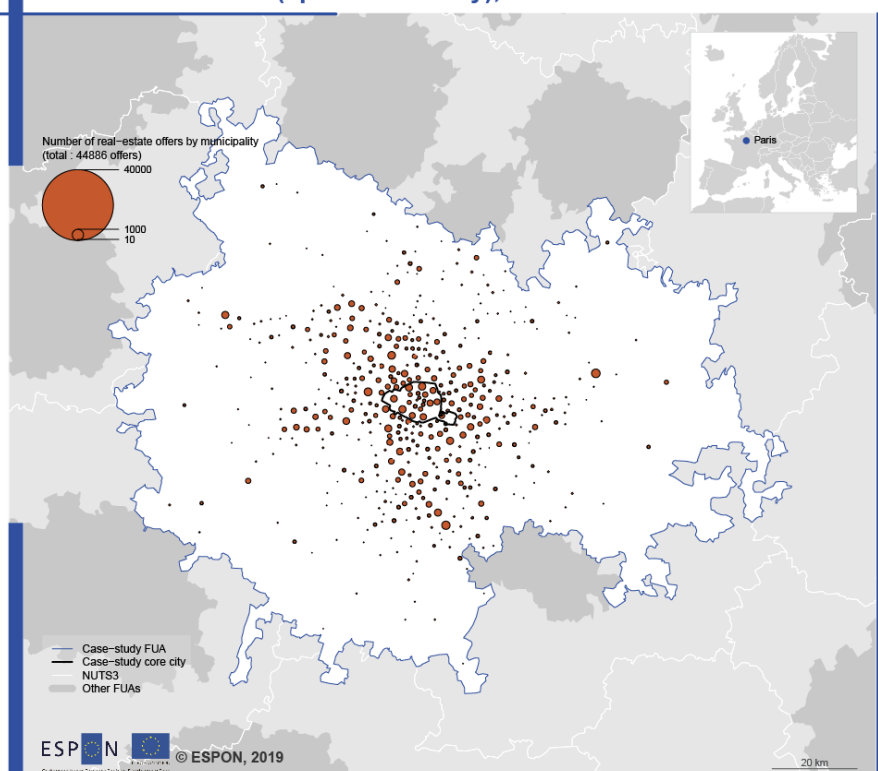 Number of real−estate offers by municipality
(total : 44886 offers)
40000
1000
10
Paris
Case−study FUA
Case−study core city
NUTS3
Other FUAs
ESPON
© ESPON, 2019
20 km